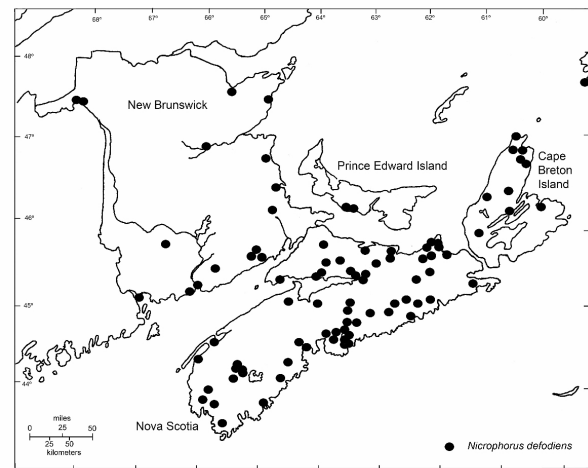 68° 67° 66° 65° 64° 63° 62° 61° 60°
48°
New Brunswick
47°
Prince Edward Island
Cape
Breton
Island
46°
45°
44°
Nova Scotia
miles
50 25 0 50
25 50
kilometers
Nicrophorus defodiens